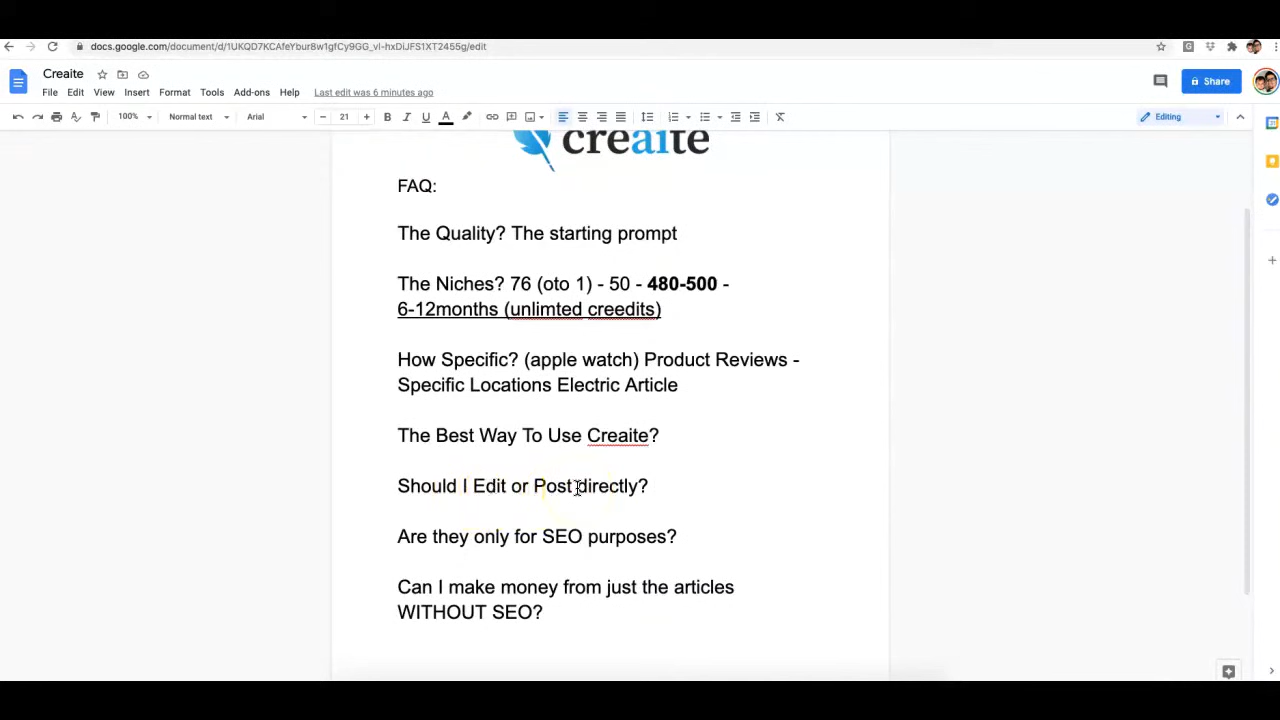 docs.google.com/document/d/1UKQD7KCAfeYbur8w1gfCy9GG_vl-hxDiJFS1XT2455g/edit
Creaite
Share
File Edit View Insert Format Tools Add-ons Help Last edit was 6 minutes ago
100% Normal text Arial 21 Editing
creaite
FAQ:
The Quality? The starting prompt
The Niches? 76 (oto 1) - 50 - 480-500 -
6-12months (unlimted creedits)
How Specific? (apple watch) Product Reviews -
Specific Locations Electric Article
The Best Way To Use Creaite?
Should I Edit or Post directly?
Are they only for SEO purposes?
Can I make money from just the articles
WITHOUT SEO?